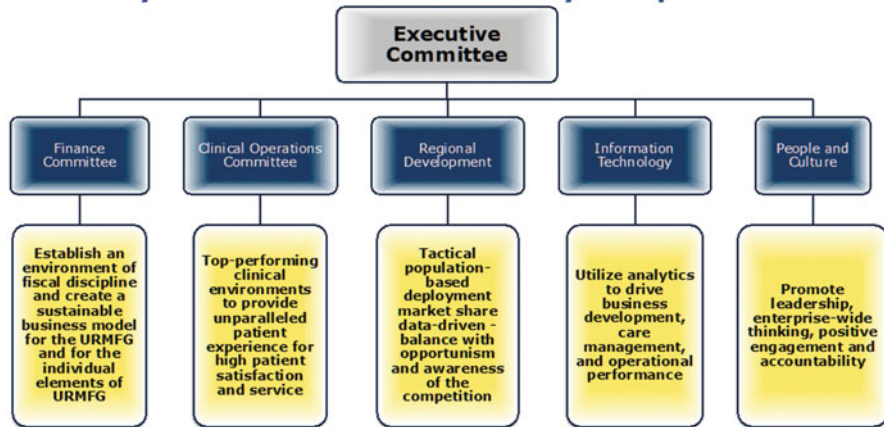 Executive
Committee
Finance
Committee
Clinical Operations
Committee
Regional
Development
Information
Technology
People and
Culture
Establish an
environment of
fiscal discipline
and create a
sustainable
business model
for the URMFG
and for the
individual
elements of
URMFG
Top-performing
clinical
environments
to provide
unparalleled
patient
experience for
high patient
satisfaction
and service
Tactical
population-
based
deployment
market share
data-driven -
balance with
opportunism
and awareness
of the
competition
Utilize analytics
to drive
business
development,
care
management,
and operational
performance
Promote
leadership,
enterprise-wide
thinking, positive
engagement and
accountability